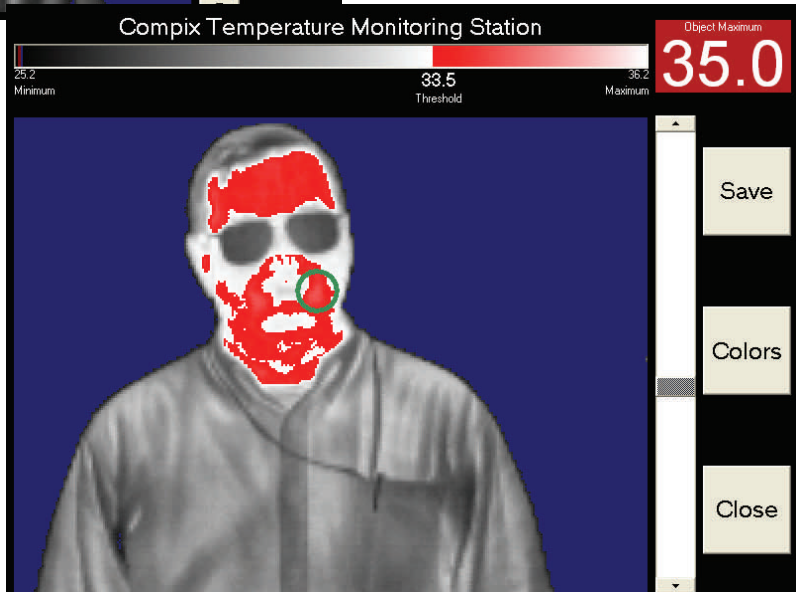 Compix Temperature Monitoring Station
Object Maximum
35.0
25.2
Minimum
33.5
Threshold
36.2
Maximum
Save
Colors
Close